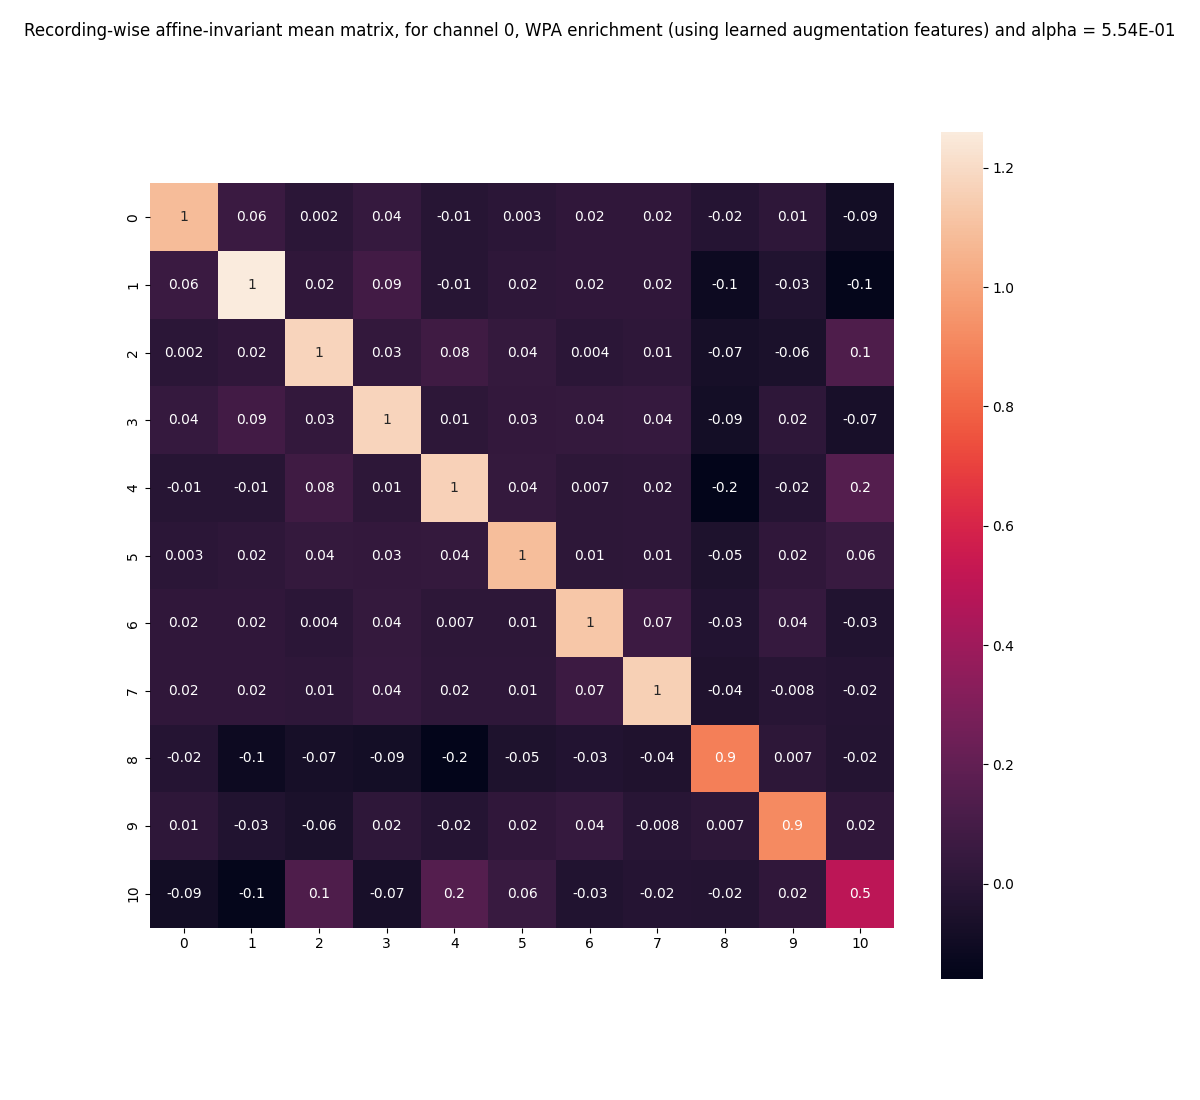 Recording-wise affine-invariant mean matrix, for channel 0, WPA enrichment (using learned augmentation features) and alpha = 5.54E-01
0 1 0.06 0.002 0.04 -0.01 0.003 0.02 0.02 -0.02 0.01 -0.09
1 0.06 1 0.02 0.09 -0.01 0.02 0.02 0.02 -0.1 -0.03 -0.1
2 0.002 0.02 1 0.03 0.08 0.04 0.004 0.01 -0.07 -0.06 0.1
3 0.04 0.09 0.03 1 0.01 0.03 0.04 0.04 -0.09 0.02 -0.07
4 -0.01 -0.01 0.08 0.01 1 0.04 0.007 0.02 -0.2 -0.02 0.2
5 0.003 0.02 0.04 0.03 0.04 1 0.01 0.01 -0.05 0.02 0.06
6 0.02 0.02 0.004 0.04 0.007 0.01 1 0.07 -0.03 0.04 -0.03
7 0.02 0.02 0.01 0.04 0.02 0.01 0.07 1 -0.04 -0.008 -0.02
8 -0.02 -0.1 -0.07 -0.09 -0.2 -0.05 -0.03 -0.04 0.9 0.007 -0.02
9 0.01 -0.03 -0.06 0.02 -0.02 0.02 0.04 -0.008 0.007 0.9 0.02
10 -0.09 -0.1 0.1 -0.07 0.2 0.06 -0.03 -0.02 -0.02 0.02 0.5
0 1 2 3 4 5 6 7 8 9 10
1.2
1.0
0.8
0.6
0.4
0.2
0.0